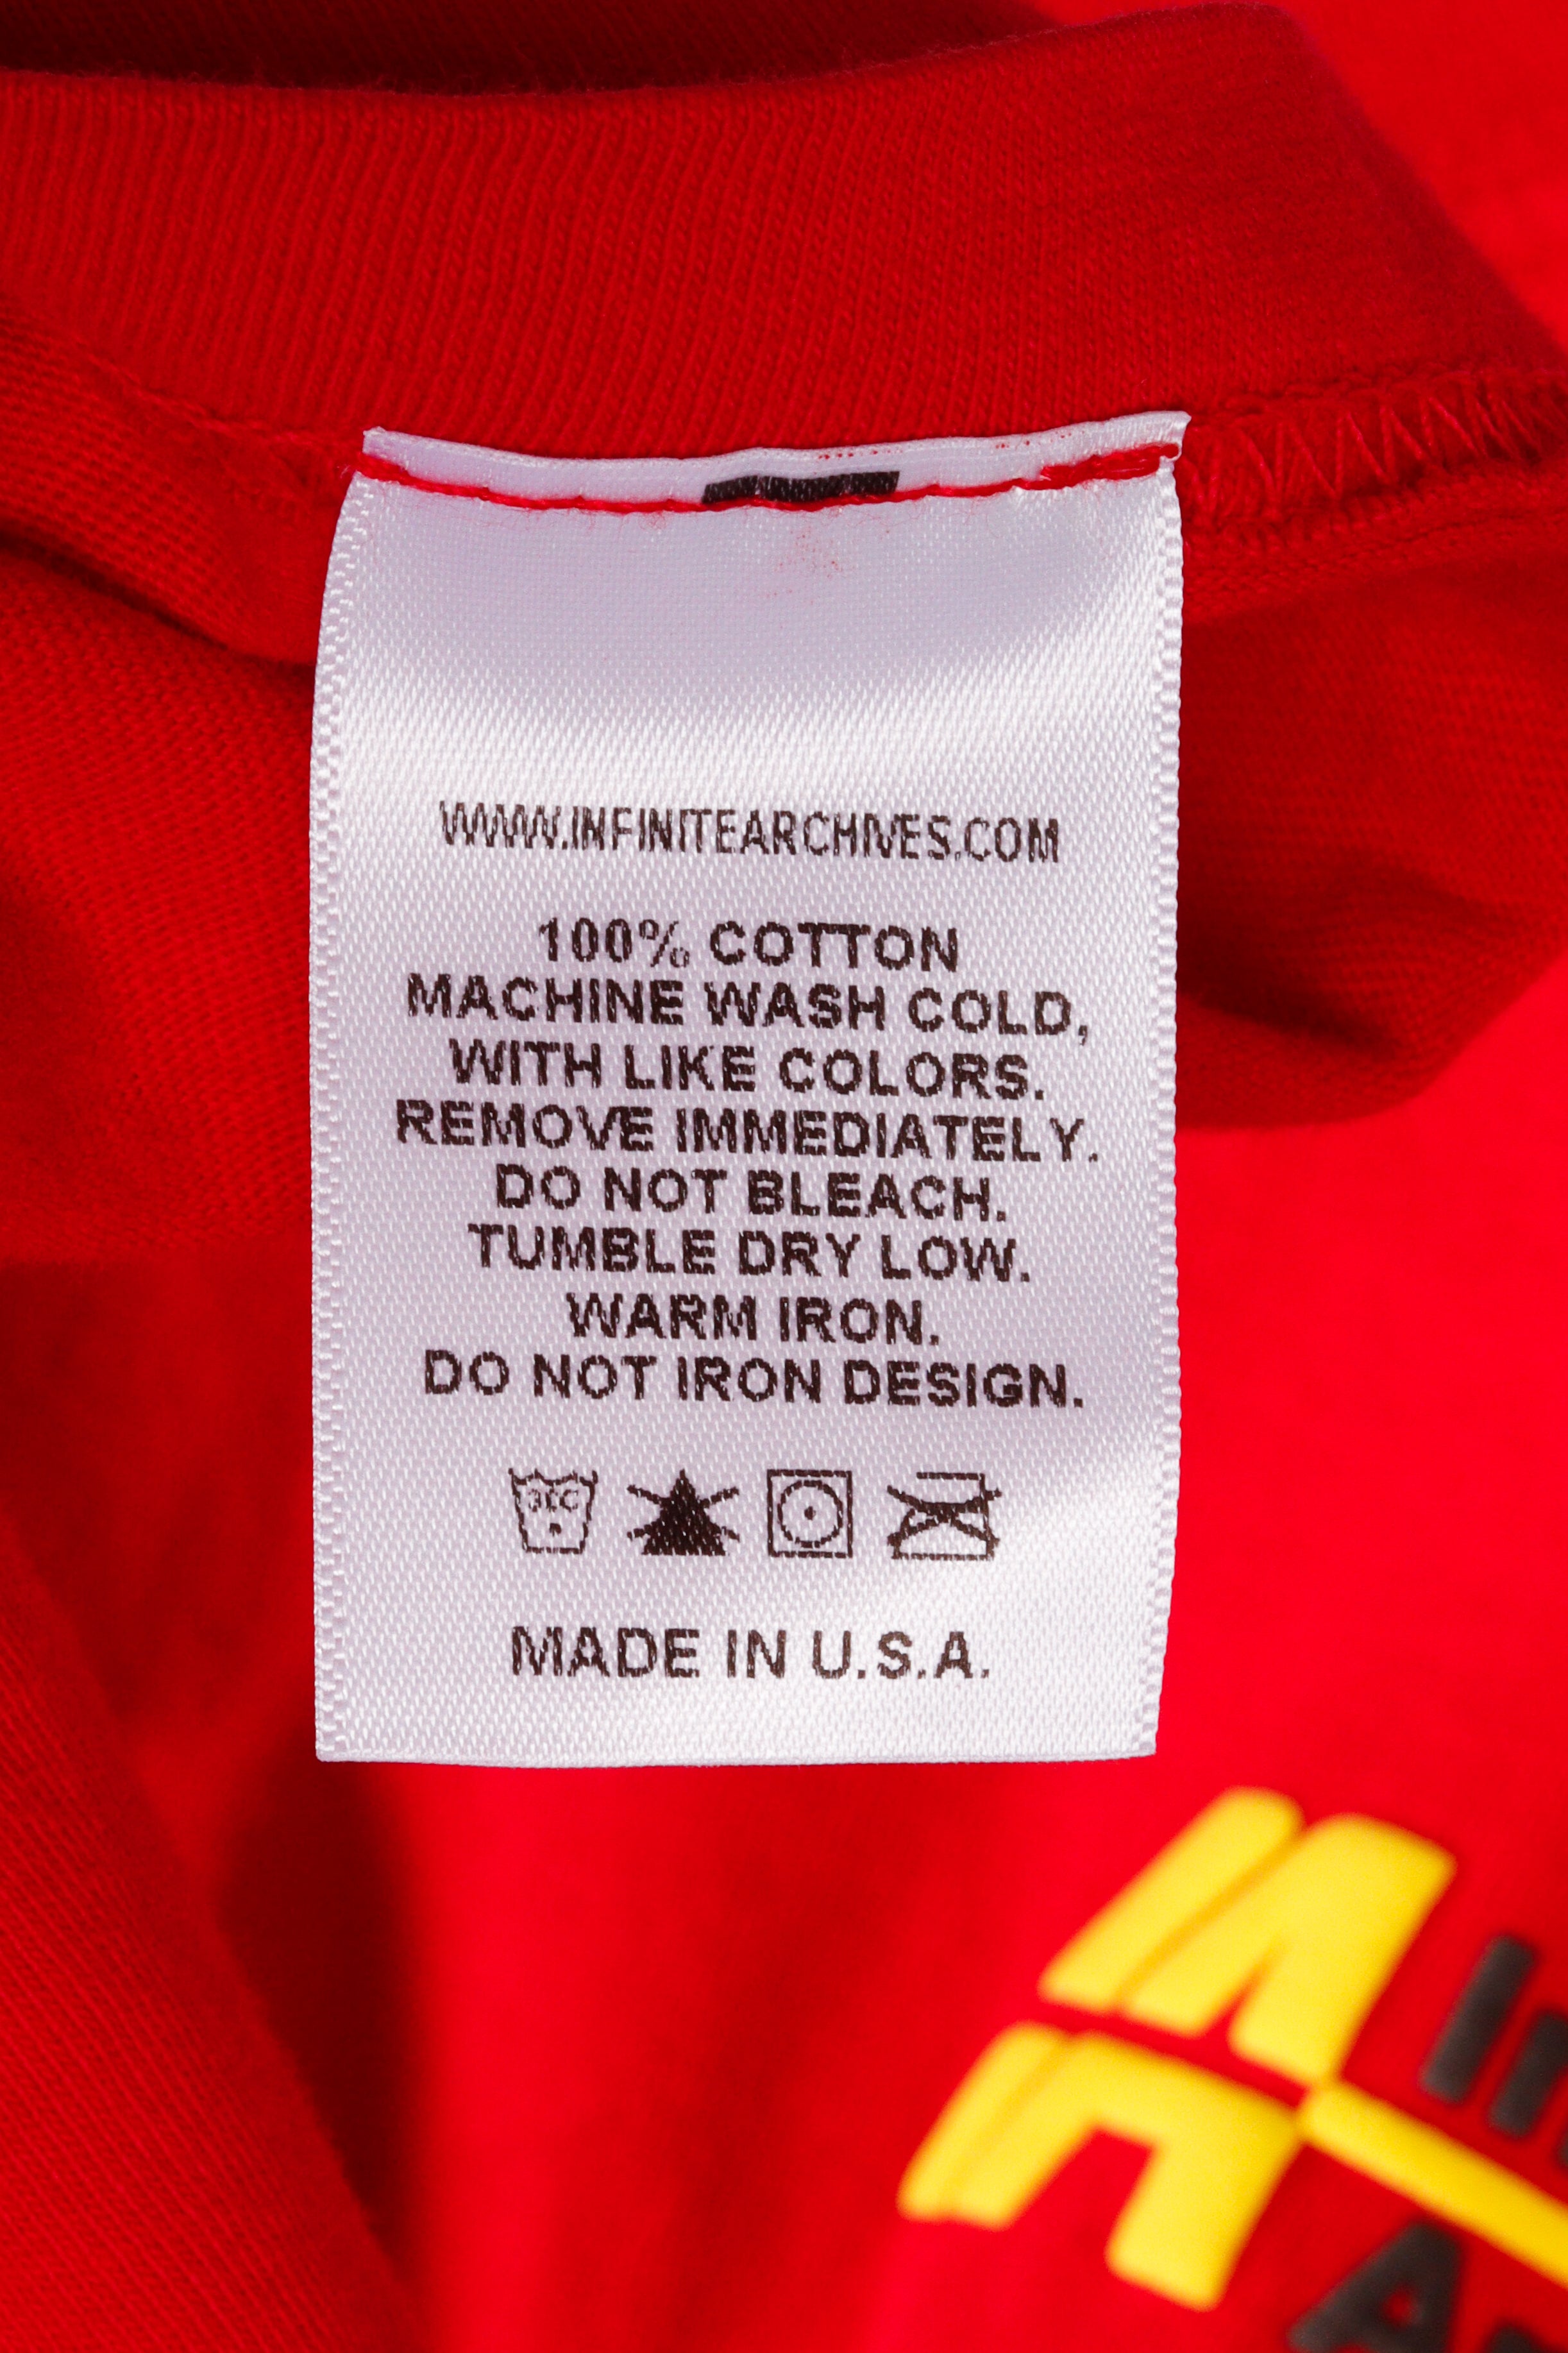 WWW.INFINITEARCHIVES.COM
100% COTTON
MACHINE WASH COLD,
WITH LIKE COLORS.
REMOVE IMMEDIATELY.
DO NOT BLEACH.
TUMBLE DRY LOW.
WARM IRON.
DO NOT IRON DESIGN.
MADE IN U.S.A.